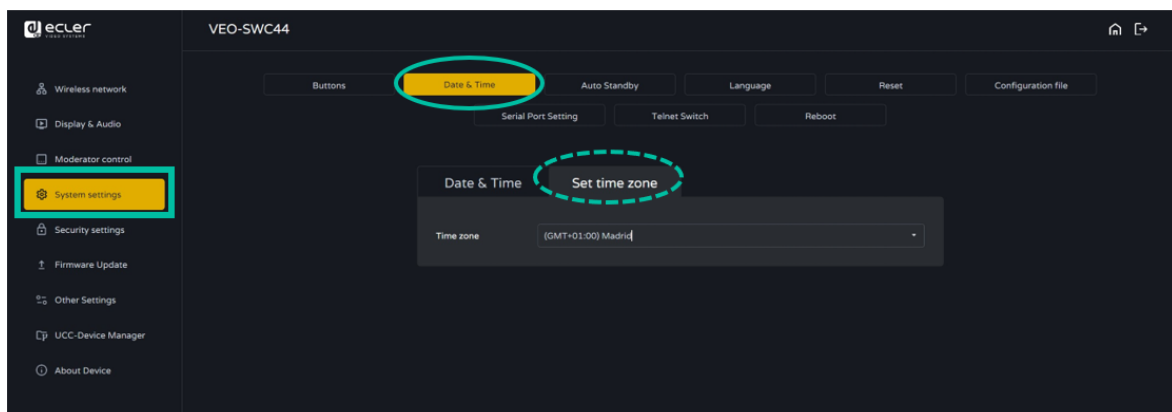 ecler
VIDEO SYSTEMS
VEO-SWC44
Wireless network
Display & Audio
Moderator control
System settings
Security settings
Firmware Update
Other Settings
UCC-Device Manager
About Device
Buttons
Date & Time
Auto Standby
Language
Reset
Configuration file
Serial Port Setting
Telnet Switch
Reboot
Date & Time
Set time zone
Time zone
(GMT+01:00) Madrid